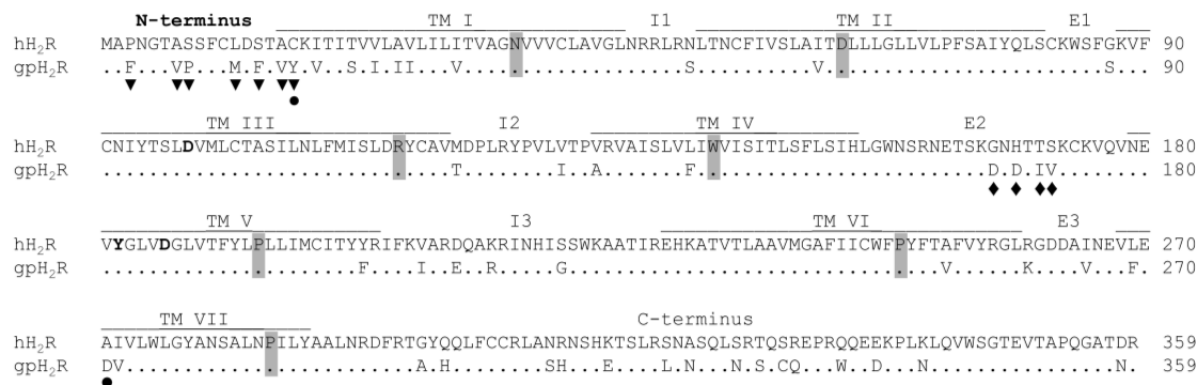 N-terminus TM I I1 TM II E1
hH₂R MAPNGTASSFCLDSTACKITITVVLAVLILITVAGNVVVCLAVGLNRRLRNLTNCFIVSLAITDLLLGLLVLPFSAIYQLSCKWSFGKVF 90
gpH₂R ..F...VP...M.F.VY.V..S.I.II...V...................S..........V........................G... 90
TM III I2 TM IV E2
hH₂R CNIYTSLDVMLCTASILNLFMISLDRYCAVMDPLRYPVLVTPVRVAISLVLIWVISITLSFLSIHLGWNSRNETSKGNHTTSKCKVQVNE 180
gpH₂R ..............................T........I..A.......F.........................D.D.IV........ 180
TM V I3 TM VI E3
hH₂R VYGLVDGLVTFYLPLLIMCITYYRIFKVARDQAKRINHISSWKAATIREHKATVTLAAVMGAFIICWFPYFTAFVYRGLRGDDAINEVLE 270
gpH₂R ......................F....I..E..R.....G................................A......K....I...F. 270
TM VII C-terminus
hH₂R AIVLWLGYANSALNPILYAALNRDFRTGYQQLFCCRLANRNSHKTSLRSNASQLSRTQSREPRQQEEKPLKLQVWSGTEVTAPQGATDR 359
gpH₂R DV.........................A.H........SH...E...L..N...N.S.CQ...W..D.N..................N. 359